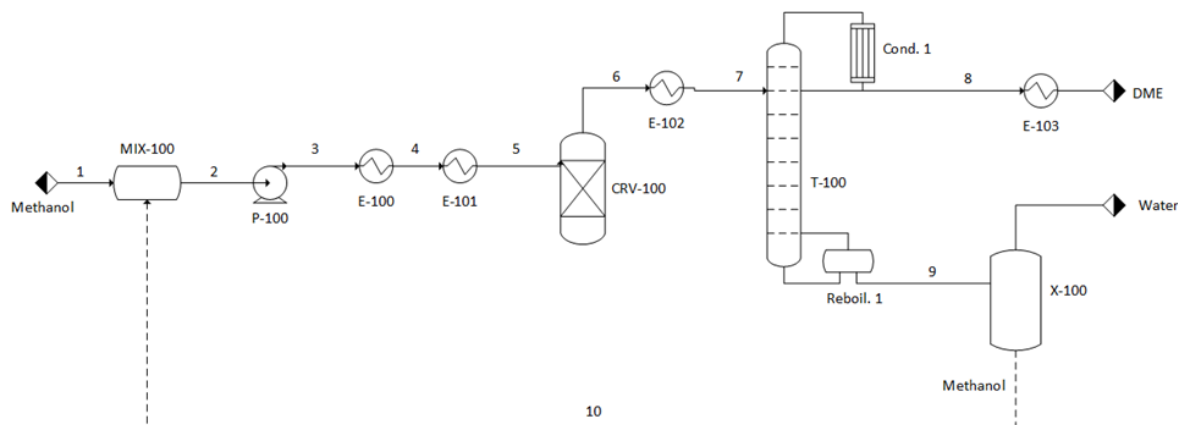 Cond. 1
6
7
8
DME
E-102
E-103
MIX-100
3
4
5
1
2
T-100
CRV-100
Methanol
P-100
E-100
E-101
Water
9
X-100
Reboil. 1
Methanol
10